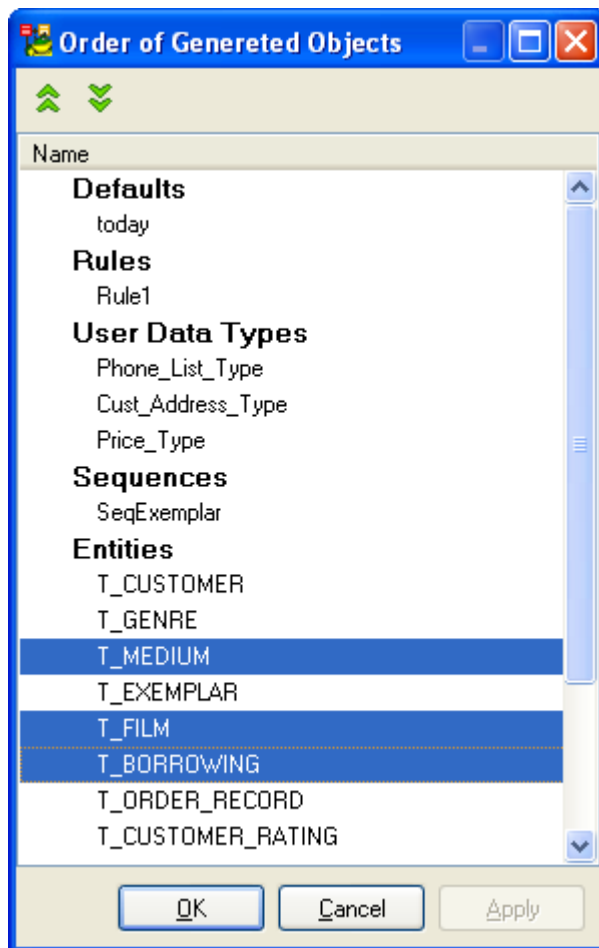 Order of Genereted Objects
Name
Defaults
today
Rules
Rule1
User Data Types
Phone_List_Type
Cust_Address_Type
Price_Type
Sequences
SeqExemplar
Entities
T_CUSTOMER
T_GENRE
T_MEDIUM
T_EXEMPLAR
T_FILM
T_BORROWING
T_ORDER_RECORD
T_CUSTOMER_RATING
OK Cancel Apply